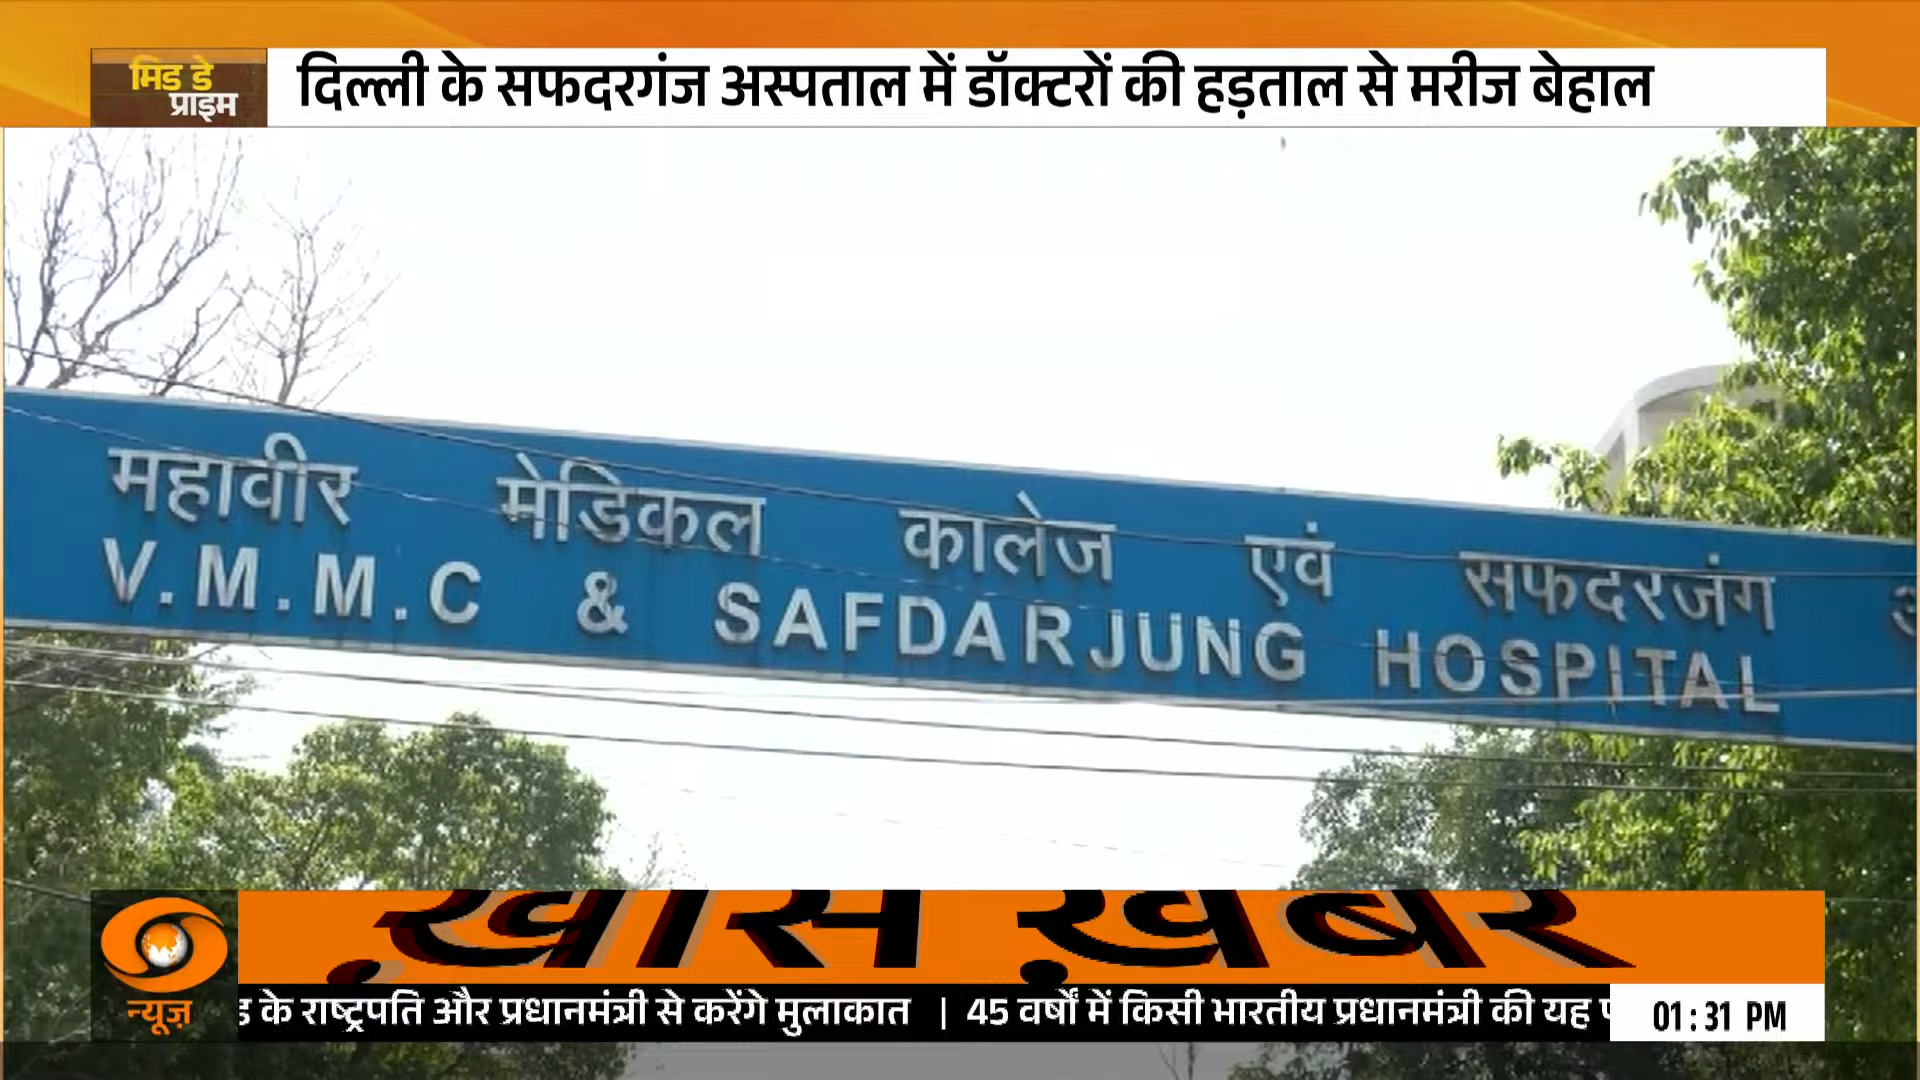 मिड डे
प्राइम
दिल्ली के सफदरगंज अस्पताल में डॉक्टरों की हड़ताल से मरीज बेहाल
महावीर मेडिकल कालेज एवं सफदरजंग
V.M.M.C & SAFDARJUNG HOSPITAL
ख़ास ख़बर
न्यूज़
के राष्ट्रपति और प्रधानमंत्री से करेंगे मुलाकात | 45 वर्षों में किसी भारतीय प्रधानमंत्री की यह
01:31 PM